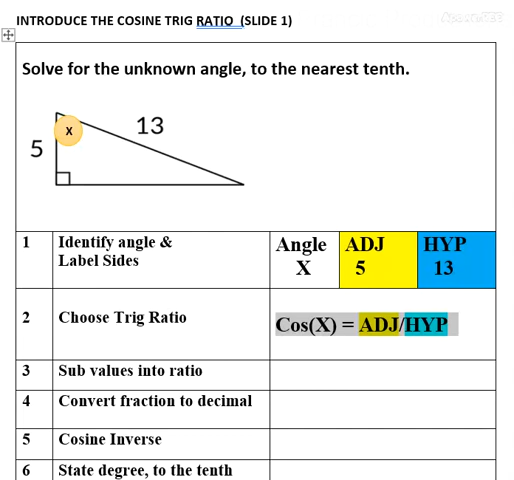 INTRODUCE THE COSINE TRIG RATIO (SLIDE 1)
Solve for the unknown angle, to the nearest tenth.
13
X
5
1 Identify angle & Label Sides Angle X ADJ 5 HYP 13
2 Choose Trig Ratio Cos(X) = ADJ/HYP
3 Sub values into ratio
4 Convert fraction to decimal
5 Cosine Inverse
6 State degree, to the tenth